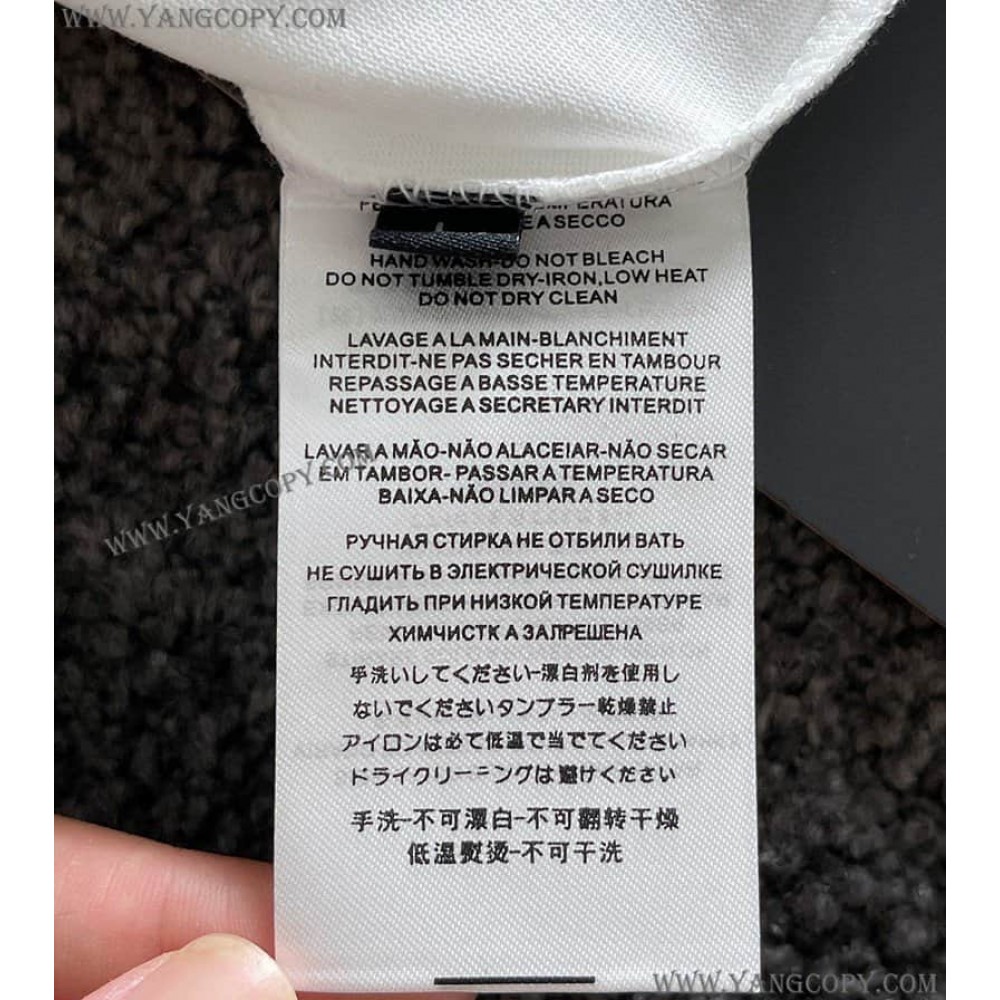 WWW.YANGCOPY.COM
WWW.YANGCOPY.COM
EA SECCO
HAND WASH-DO NOT BLEACH
DO NOT TUMBLE DRY-IRON,LOW HEAT
DO NOT DRY CLEAN
LAVAGE A LA MAIN-BLANCHIMENT
INTERDIT-NE PAS SECHER EN TAMBOUR
REPASSAGE A BASSE TEMPERATURE
NETTOYAGE A SECRETARY INTERDIT
LAVAR A MÃO-NÃO ALACEIAR-NÃO SECAR
EM TAMBOR- PASSAR A TEMPERATURA
BAIXA-NÃO LIMPAR A SECO
WWW.YANGCOPY.COM
РУЧНАЯ СТИРКА НЕ ОТБИЛИ ВАТЬ
НЕ СУШИТЬ В ЭЛЕКТРИЧЕСКОЙ СУШИЛКЕ
ГЛАДИТЬ ПРИ НИЗКОЙ ТЕМПЕРАТУРЕ
ХИМЧИСТК А ЗАПРЕШЕНА
手洗いしてください-漂白剤を使用し
ないでくださいタンブラー乾燥禁止
アイロンは必て低温で当でてください
ドライクリーニングは避けください
手洗-不可漂白-不可翻转干燥
低温熨烫-不可干洗
WWW.YANGCOPY.COM